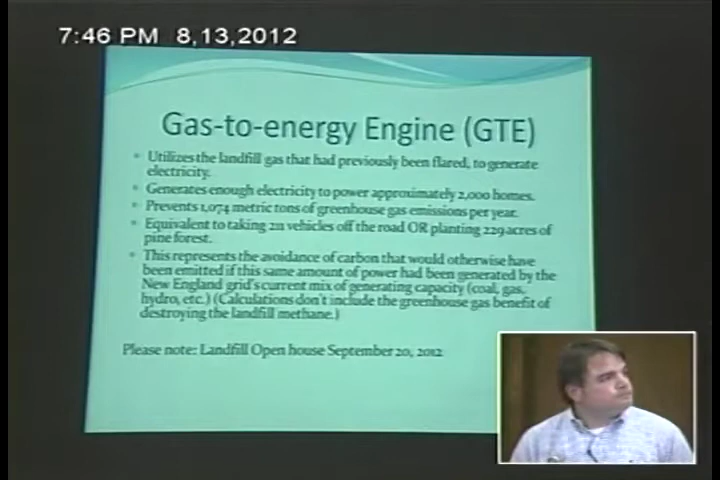 7:46 PM 8,13,2012
Gas-to-energy Engine (GTE)
Utilizes the landfill gas that had previously been flared, to generate
electricity.
Generates enough electricity to power approximately 2,000 homes.
Prevents 1,074 metric tons of greenhouse gas emissions per year.
Equivalent to taking 211 vehicles off the road OR planting 229 acres of
pine forest.
This represents the avoidance of carbon that would otherwise have
been emitted if this same amount of power had been generated by the
New England grid's current mix of generating capacity (coal, gas,
hydro, etc.) (Calculations don't include the greenhouse gas benefit of
destroying the landfill methane.)
Please note: Landfill Open house September 20, 2012